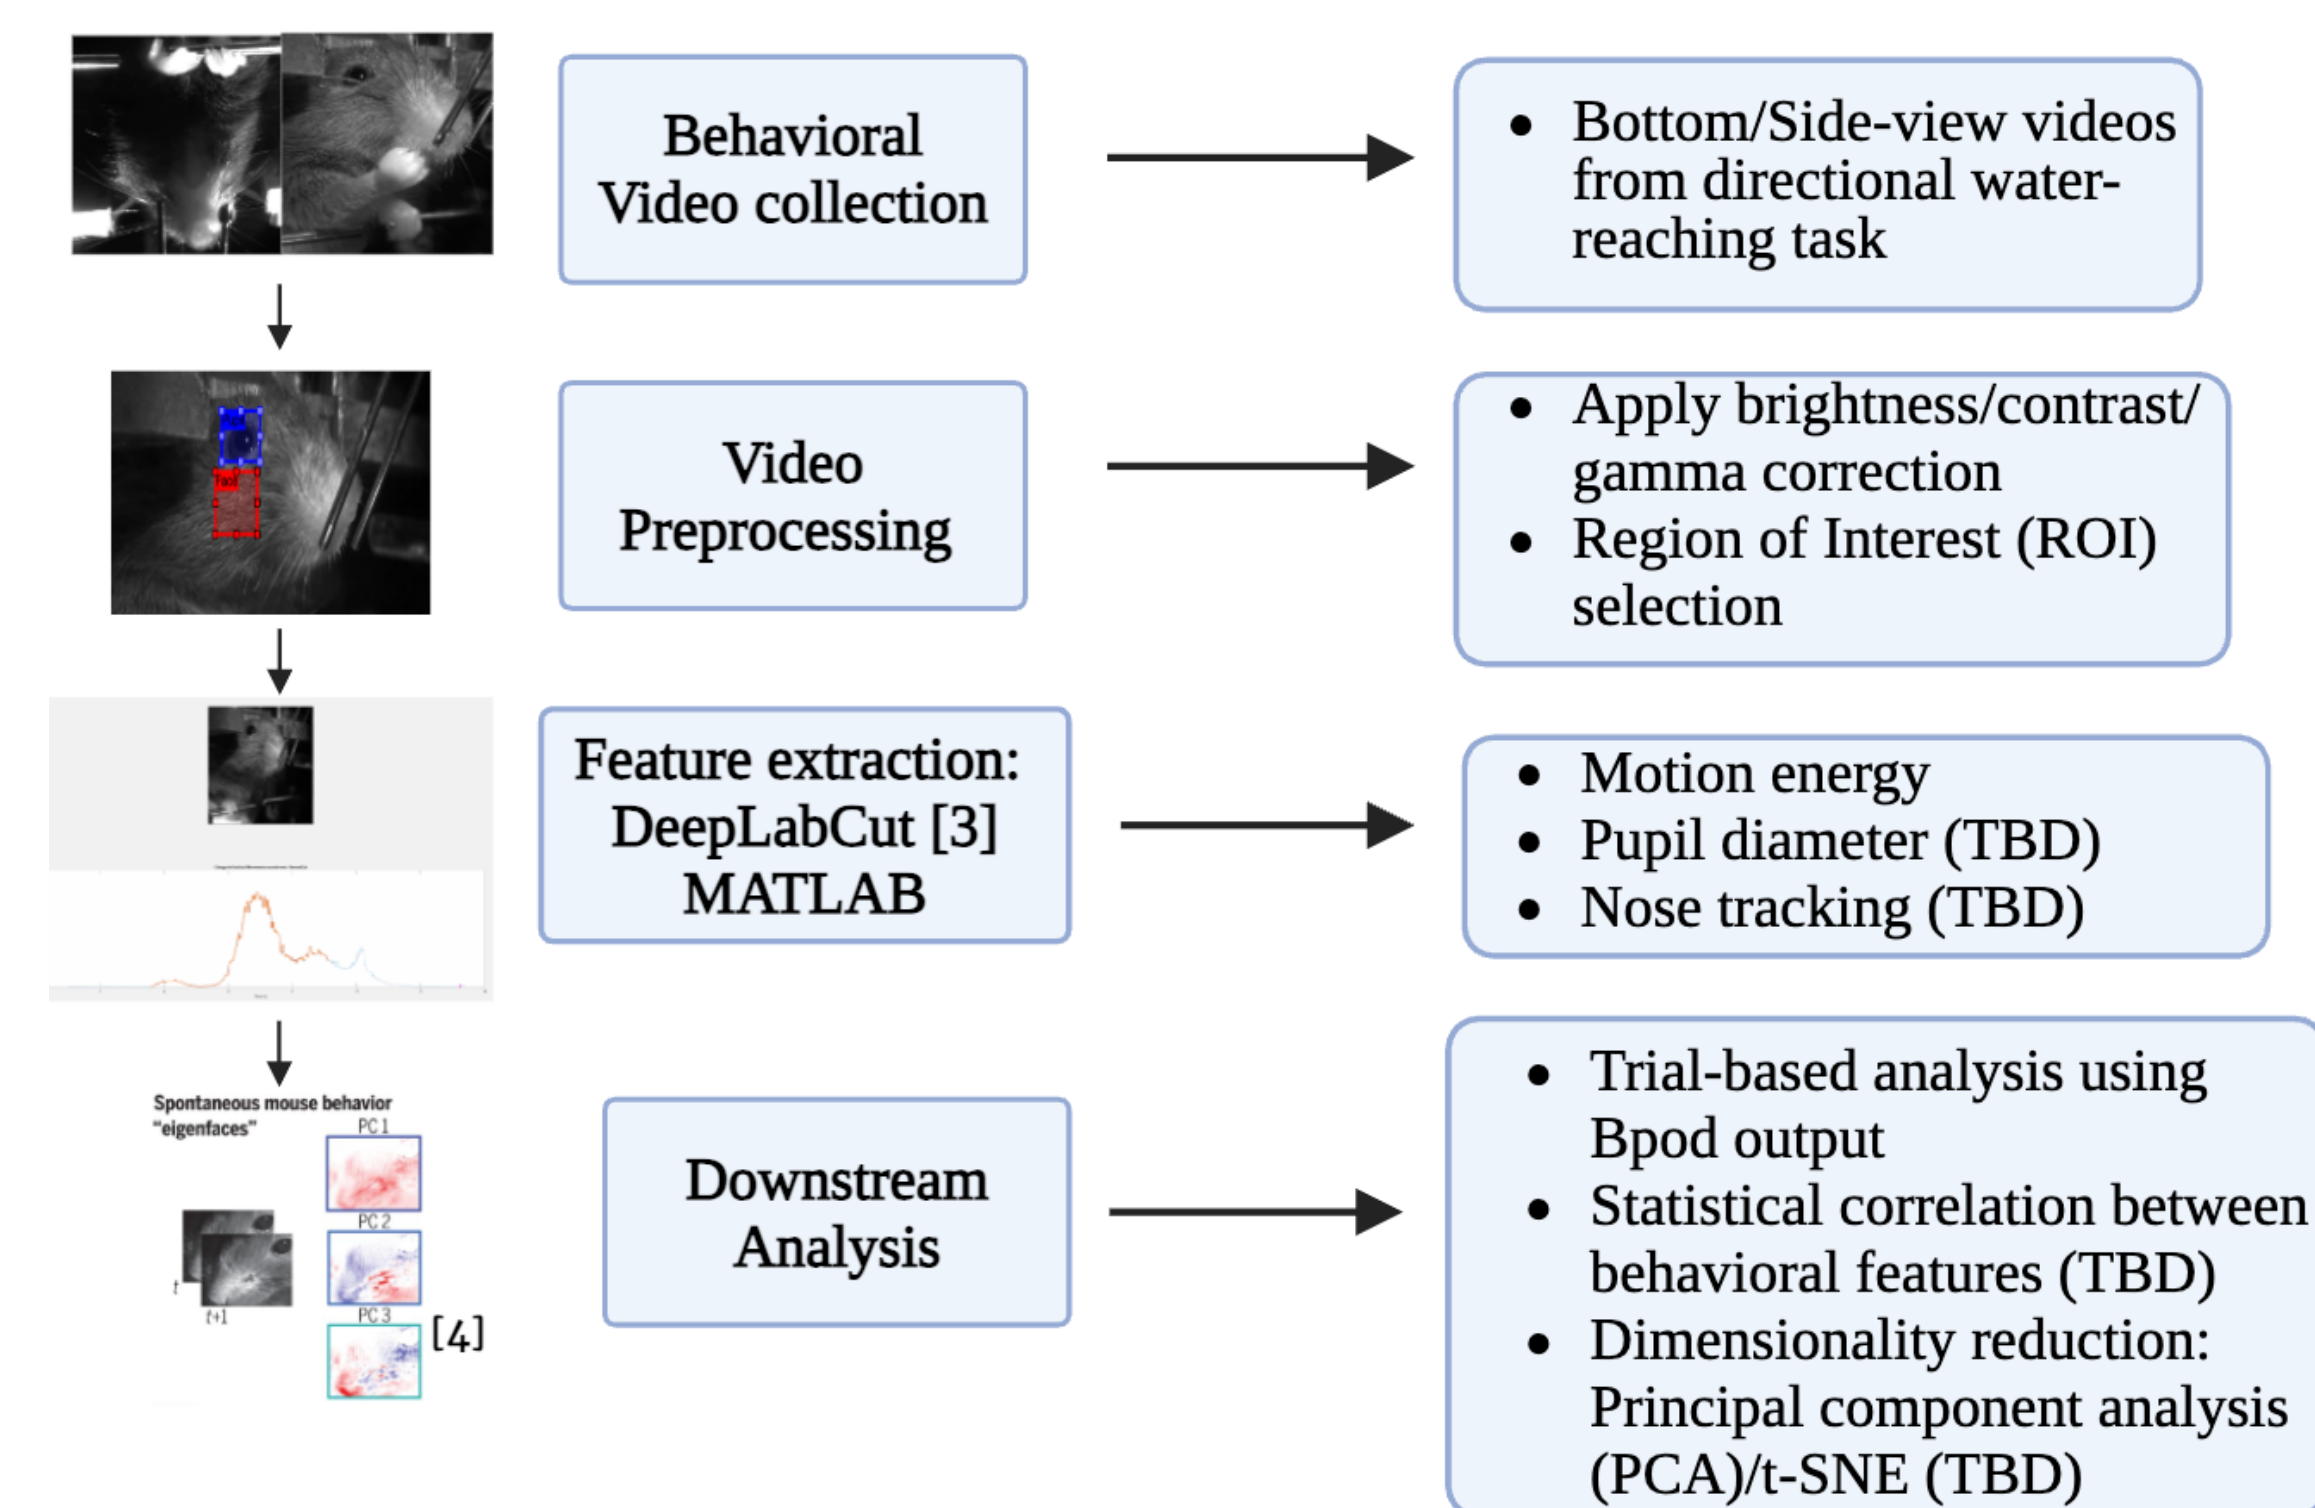 Behavioral
Video collection
Bottom/Side-view videos
from directional water-
reaching task
Video
Preprocessing
Apply brightness/contrast/
gamma correction
Region of Interest (ROI)
selection
Feature extraction:
DeepLabCut [3]
MATLAB
Motion energy
Pupil diameter (TBD)
Nose tracking (TBD)
Spontaneous mouse behavior
"eigenfaces"
PC 1
PC 2
PC 3
t
t+1
[4]
Downstream
Analysis
Trial-based analysis using
Bpod output
Statistical correlation between
behavioral features (TBD)
Dimensionality reduction:
Principal component analysis
(PCA)/t-SNE (TBD)